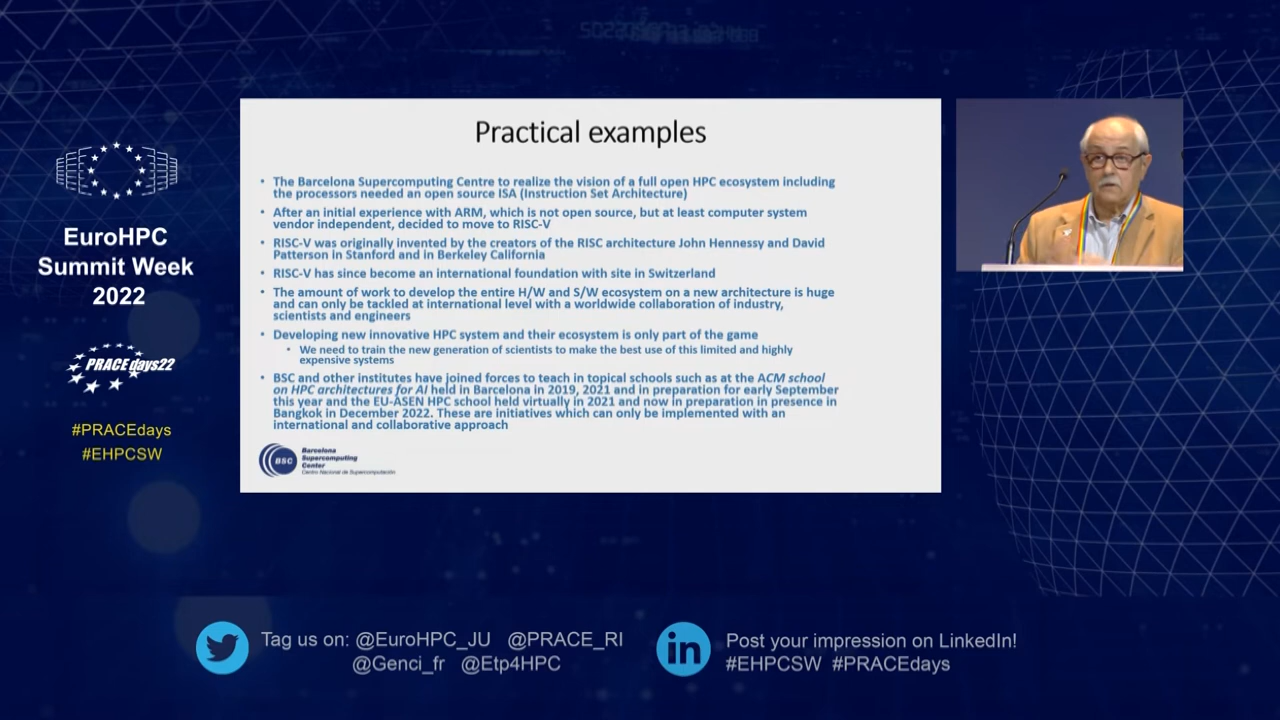 EuroHPC
Summit Week
2022
PRACEdays22
#PRACEdays
#EHPCSW
Practical examples
• The Barcelona Supercomputing Centre to realize the vision of a full open HPC ecosystem including
the processors needed an open source ISA (Instruction Set Architecture)
• After an initial experience with ARM, which is not open source, but at least computer system
vendor independent, decided to move to RISC-V
• RISC-V was originally invented by the creators of the RISC architecture John Hennessy and David
Patterson in Stanford and in Berkeley California
• RISC-V has since become an international foundation with site in Switzerland
• The amount of work to develop the entire H/W and S/W ecosystem on a new architecture is huge
and can only be tackled at international level with a worldwide collaboration of industry,
scientists and engineers
• Developing new innovative HPC system and their ecosystem is only part of the game
• We need to train the new generation of scientists to make the best use of this limited and highly
expensive systems
• BSC and other institutes have joined forces to teach in topical schools such as at the ACM school
on HPC architectures for AI held in Barcelona in 2019, 2021 and in preparation for early September
this year and the EU-ASEN HPC school held virtually in 2021 and now in preparation in presence in
Bangkok in December 2022. These are initiatives which can only be implemented with an
international and collaborative approach
BSC
Barcelona
Supercomputing
Center
Centro Nacional de Supercomputación
Tag us on: @EuroHPC_JU @PRACE_RI
@Genci_fr @Etp4HPC
in
Post your impression on LinkedIn!
#EHPCSW #PRACEdays